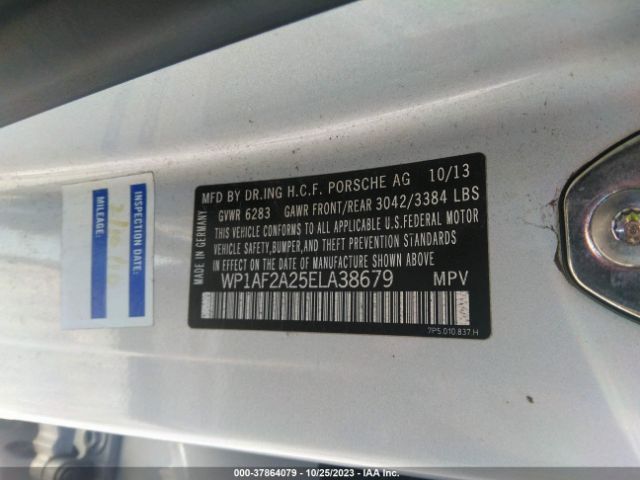 INSPECTION DATE:
MILEAGE:
MFD BY DR.ING H.C.F. PORSCHE AG 10/13
GVWR 6283 GAWR FRONT/REAR 3042/3384 LBS
THIS VEHICLE CONFORMS TO ALL APPLICABLE U.S.FEDERAL MOTOR
VEHICLE SAFETY,BUMPER,AND THEFT PREVENTION STANDARDS
IN EFFECT ON THE DATE OF MANUFACTURE SHOWN ABOVE
WP1AF2A25ELA38679 MPV
MADE IN GERMANY
7P5.010.837.H
000-37864079 | 10/25/2023 - IAA Inc.